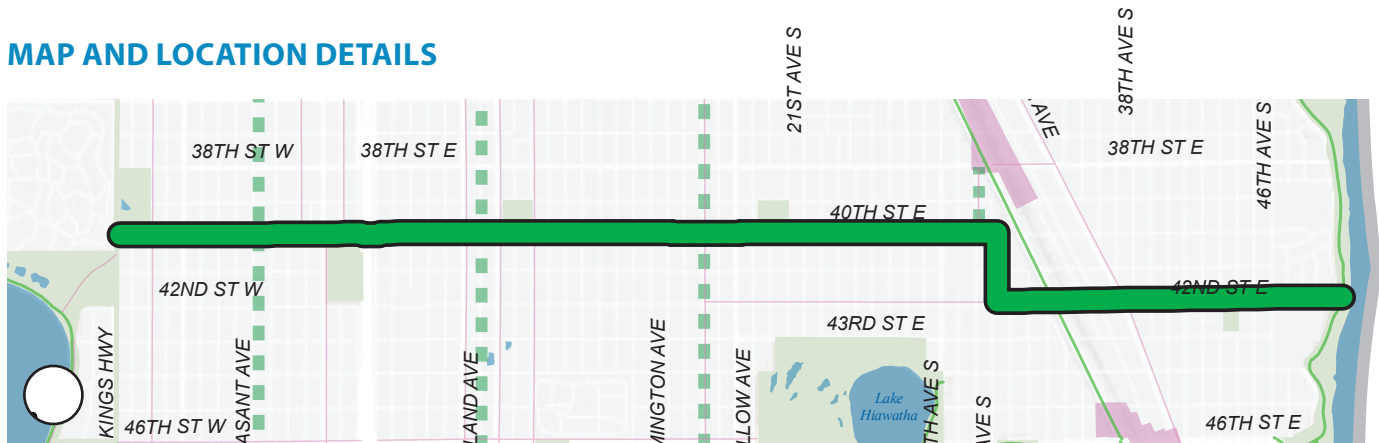 MAP AND LOCATION DETAILS
21ST AVE S
38TH AVE S
AVE
46TH AVE S
38TH ST W
38TH ST E
38TH ST E
40TH ST E
42ND ST W
42ND ST E
43RD ST E
KINGS HWY
ASANT AVE
LAND AVE
MINGTON AVE
LLOW AVE
TH AVE S
AVE S
Lake
Hiawatha
46TH ST W
46TH ST E